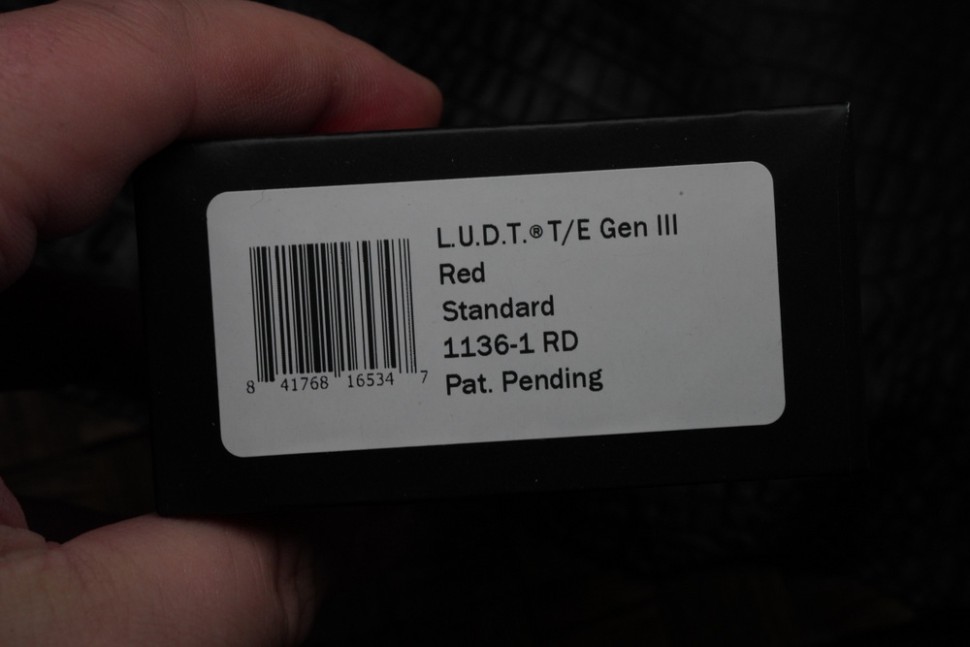 L.U.D.T.® T/E Gen III
Red
Standard
1136-1 RD
Pat. Pending
8 41768 16534 7